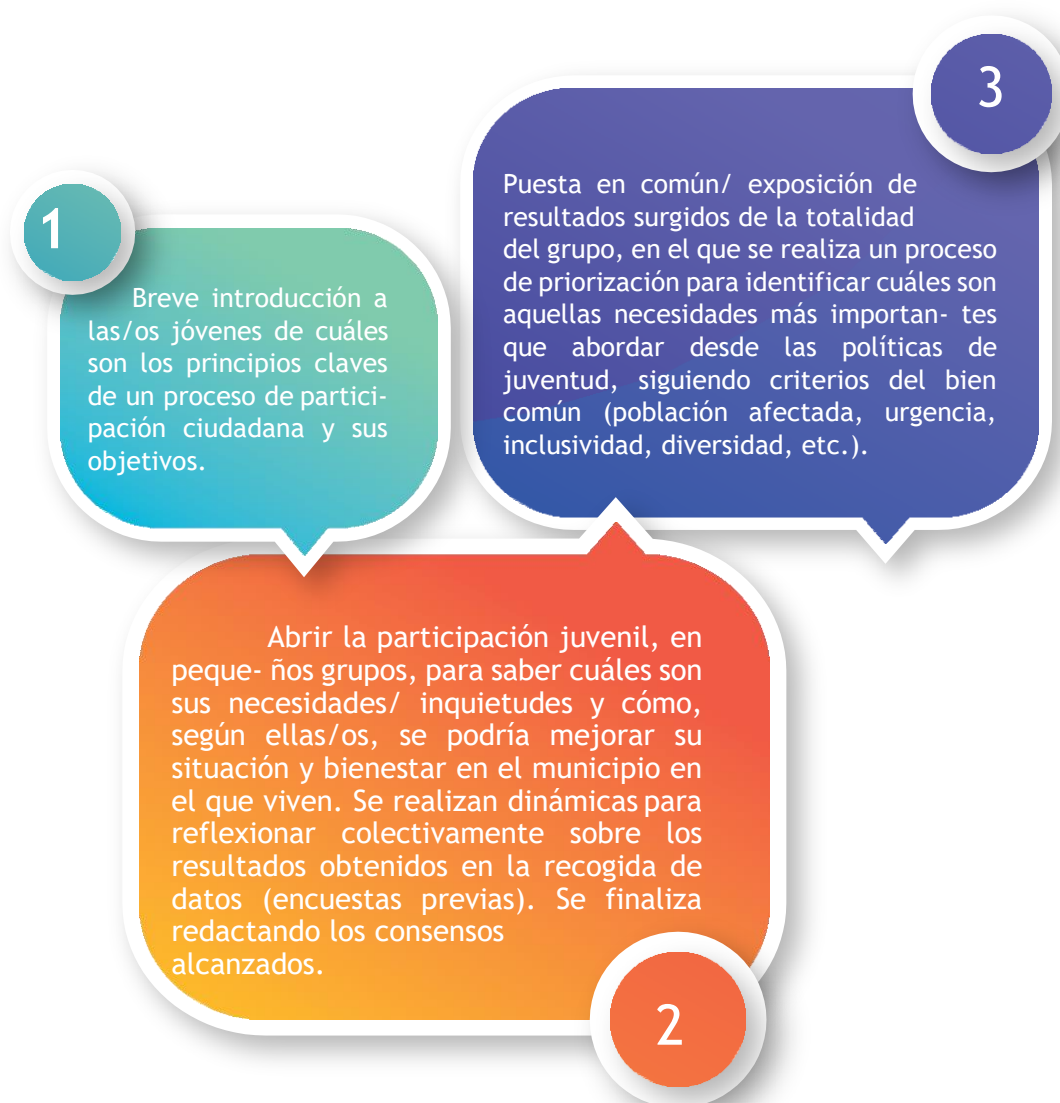 1
Breve introducción a
las/os jóvenes de cuáles
son los principios claves
de un proceso de partici-
pación ciudadana y sus
objetivos.
Abrir la participación juvenil, en
peque- ños grupos, para saber cuáles son
sus necesidades/ inquietudes y cómo,
según ellas/os, se podría mejorar su
situación y bienestar en el municipio en
el que viven. Se realizan dinámicas para
reflexionar colectivamente sobre los
resultados obtenidos en la recogida de
datos (encuestas previas). Se finaliza
redactando los consensos
alcanzados.
2
3
Puesta en común/ exposición de
resultados surgidos de la totalidad
del grupo, en el que se realiza un proceso
de priorización para identificar cuáles son
aquellas necesidades más importan- tes
que abordar desde las políticas de
juventud, siguiendo criterios del bien
común (población afectada, urgencia,
inclusividad, diversidad, etc.).